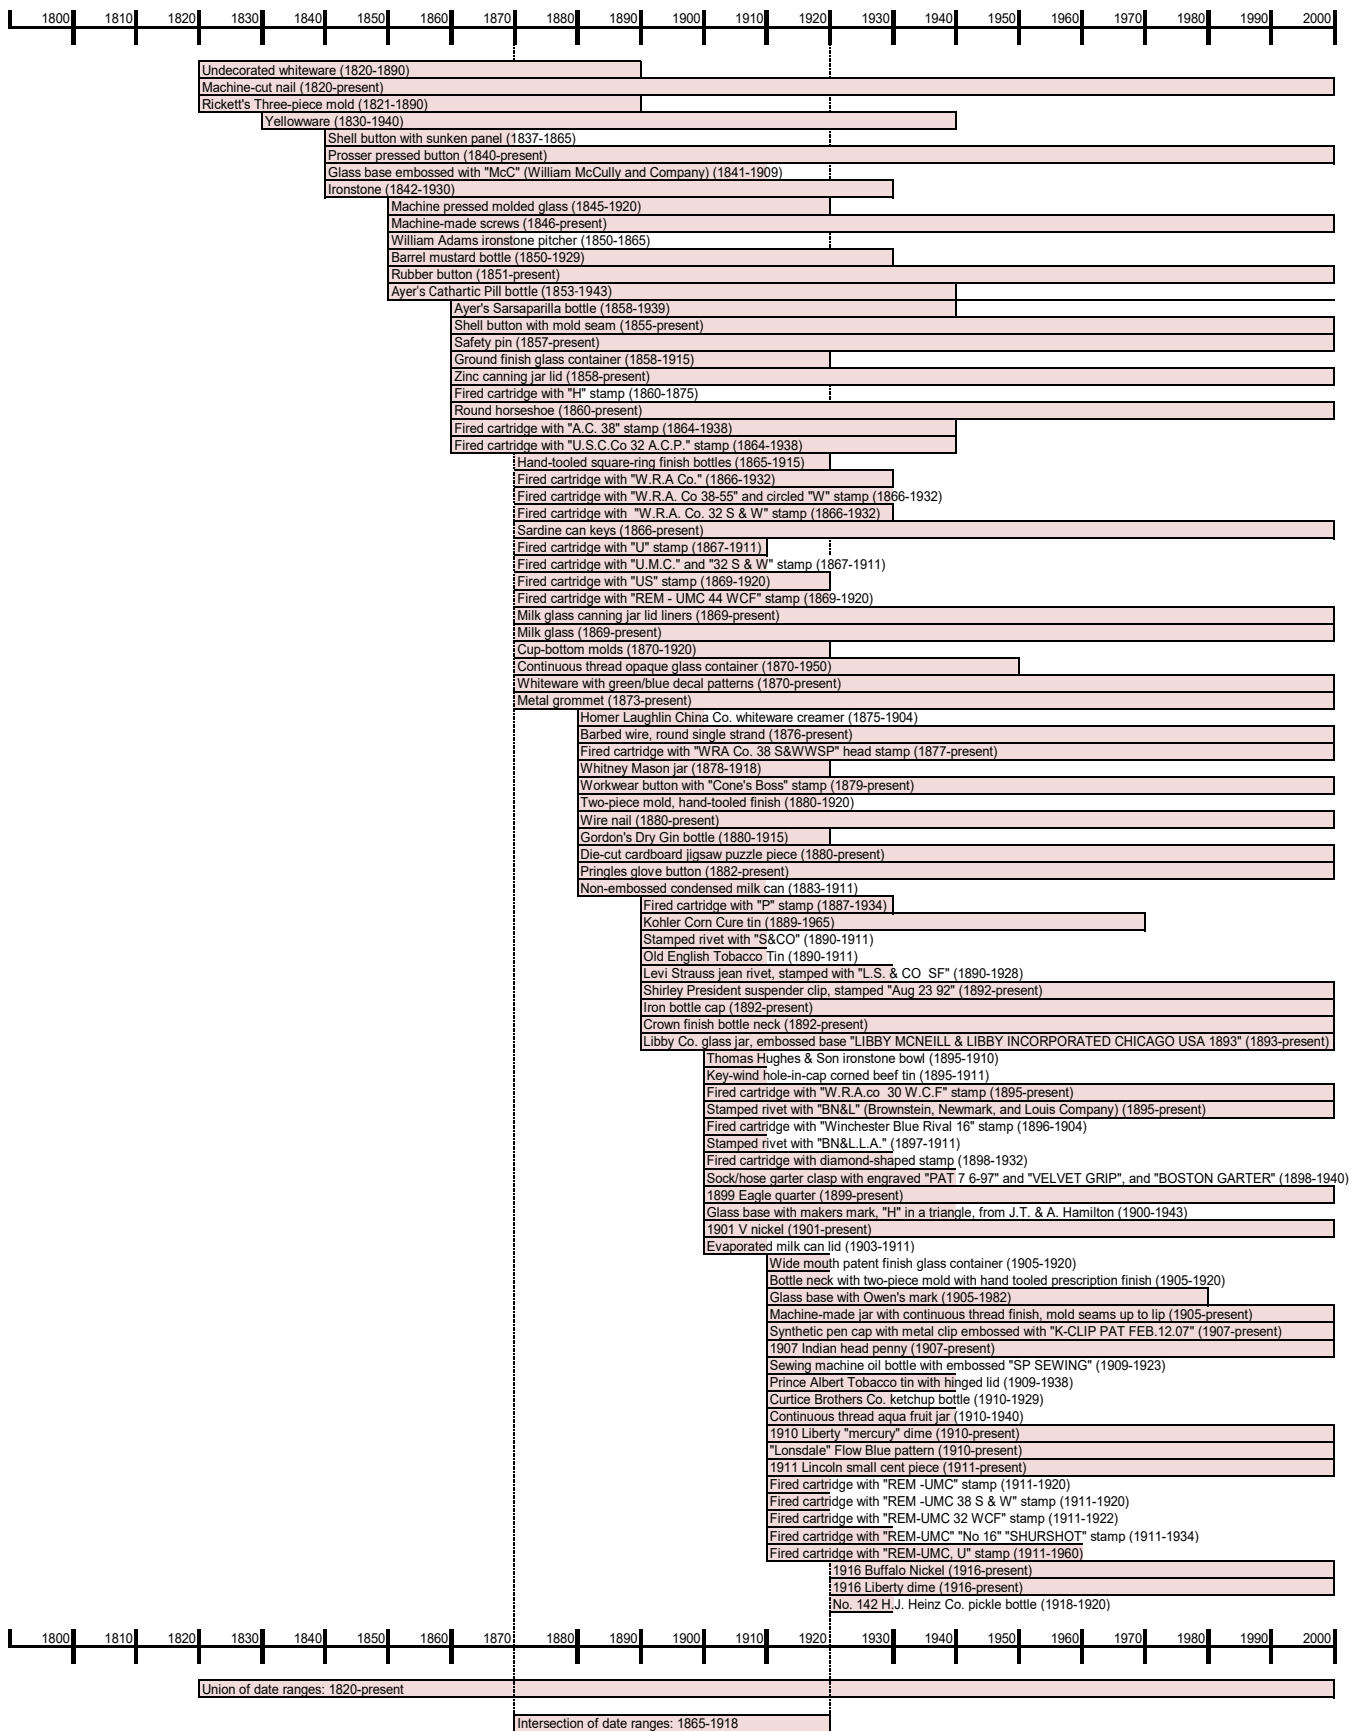 1800 1810 1820 1830 1840 1850 1860 1870 1880 1890 1900 1910 1920 1930 1940 1950 1960 1970 1980 1990 2000
Undecorated whiteware (1820-1890)
Machine-cut nail (1820-present)
Rickett's Three-piece mold (1821-1890)
Yellowware (1830-1940)
Shell button with sunken panel (1837-1865)
Prosser pressed button (1840-present)
Glass base embossed with "McC" (William McCully and Company) (1841-1909)
Ironstone (1842-1930)
Machine pressed molded glass (1845-1920)
Machine-made screws (1846-present)
William Adams ironstone pitcher (1850-1865)
Barrel mustard bottle (1850-1929)
Rubber button (1851-present)
Ayer's Cathartic Pill bottle (1853-1943)
Ayer's Sarsaparilla bottle (1858-1939)
Shell button with mold seam (1855-present)
Safety pin (1857-present)
Ground finish glass container (1858-1915)
Zinc canning jar lid (1858-present)
Fired cartridge with "H" stamp (1860-1875)
Round horseshoe (1860-present)
Fired cartridge with "A.C. 38" stamp (1864-1938)
Fired cartridge with "U.S.C.Co 32 A.C.P." stamp (1864-1938)
Hand-tooled square-ring finish bottles (1865-1915)
Fired cartridge with "W.R.A Co." (1866-1932)
Fired cartridge with "W.R.A. Co 38-55" and circled "W" stamp (1866-1932)
Fired cartridge with "W.R.A. Co. 32 S & W" stamp (1866-1932)
Sardine can keys (1866-present)
Fired cartridge with "U" stamp (1867-1911)
Fired cartridge with "U.M.C." and "32 S & W" stamp (1867-1911)
Fired cartridge with "US" stamp (1869-1920)
Fired cartridge with "REM - UMC 44 WCF" stamp (1869-1920)
Milk glass canning jar lid liners (1869-present)
Milk glass (1869-present)
Cup-bottom molds (1870-1920)
Continuous thread opaque glass container (1870-1950)
Whiteware with green/blue decal patterns (1870-present)
Metal grommet (1873-present)
Homer Laughlin China Co. whiteware creamer (1875-1904)
Barbed wire, round single strand (1876-present)
Fired cartridge with "WRA Co. 38 S&WWSP" head stamp (1877-present)
Whitney Mason jar (1878-1918)
Workwear button with "Cone's Boss" stamp (1879-present)
Two-piece mold, hand-tooled finish (1880-1920)
Wire nail (1880-present)
Gordon's Dry Gin bottle (1880-1915)
Die-cut cardboard jigsaw puzzle piece (1880-present)
Pringles glove button (1882-present)
Non-embossed condensed milk can (1883-1911)
Fired cartridge with "P" stamp (1887-1934)
Kohler Corn Cure tin (1889-1965)
Stamped rivet with "S&CO" (1890-1911)
Old English Tobacco Tin (1890-1911)
Levi Strauss jean rivet, stamped with "L.S. & CO SF" (1890-1928)
Shirley President suspender clip, stamped "Aug 23 92" (1892-present)
Iron bottle cap (1892-present)
Crown finish bottle neck (1892-present)
Libby Co. glass jar, embossed base "LIBBY MCNEILL & LIBBY INCORPORATED CHICAGO USA 1893" (1893-present)
Thomas Hughes & Son ironstone bowl (1895-1910)
Key-wind hole-in-cap corned beef tin (1895-1911)
Fired cartridge with "W.R.A.co 30 W.C.F" stamp (1895-present)
Stamped rivet with "BN&L" (Brownstein, Newmark, and Louis Company) (1895-present)
Fired cartridge with "Winchester Blue Rival 16" stamp (1896-1904)
Stamped rivet with "BN&L.L.A." (1897-1911)
Fired cartridge with diamond-shaped stamp (1898-1932)
Sock/hose garter clasp with engraved "PAT 7 6-97" and "VELVET GRIP", and "BOSTON GARTER" (1898-1940)
1899 Eagle quarter (1899-present)
Glass base with makers mark, "H" in a triangle, from J.T. & A. Hamilton (1900-1943)
1901 V nickel (1901-present)
Evaporated milk can lid (1903-1911)
Wide mouth patent finish glass container (1905-1920)
Bottle neck with two-piece mold with hand tooled prescription finish (1905-1920)
Glass base with Owen's mark (1905-1982)
Machine-made jar with continuous thread finish, mold seams up to lip (1905-present)
Synthetic pen cap with metal clip embossed with "K-CLIP PAT FEB.12.07" (1907-present)
1907 Indian head penny (1907-present)
Sewing machine oil bottle with embossed "SP SEWING" (1909-1923)
Prince Albert Tobacco tin with hinged lid (1909-1938)
Curtice Brothers Co. ketchup bottle (1910-1929)
Continuous thread aqua fruit jar (1910-1940)
1910 Liberty "mercury" dime (1910-present)
"Lonsdale" Flow Blue pattern (1910-present)
1911 Lincoln small cent piece (1911-present)
Fired cartridge with "REM -UMC" stamp (1911-1920)
Fired cartridge with "REM -UMC 38 S & W" stamp (1911-1920)
Fired cartridge with "REM-UMC 32 WCF" stamp (1911-1922)
Fired cartridge with "REM-UMC" "No 16" "SHURSHOT" stamp (1911-1934)
Fired cartridge with "REM-UMC, U" stamp (1911-1960)
1916 Buffalo Nickel (1916-present)
1916 Liberty dime (1916-present)
No. 142 H.J. Heinz Co. pickle bottle (1918-1920)
1800 1810 1820 1830 1840 1850 1860 1870 1880 1890 1900 1910 1920 1930 1940 1950 1960 1970 1980 1990 2000
Union of date ranges: 1820-present
Intersection of date ranges: 1865-1918